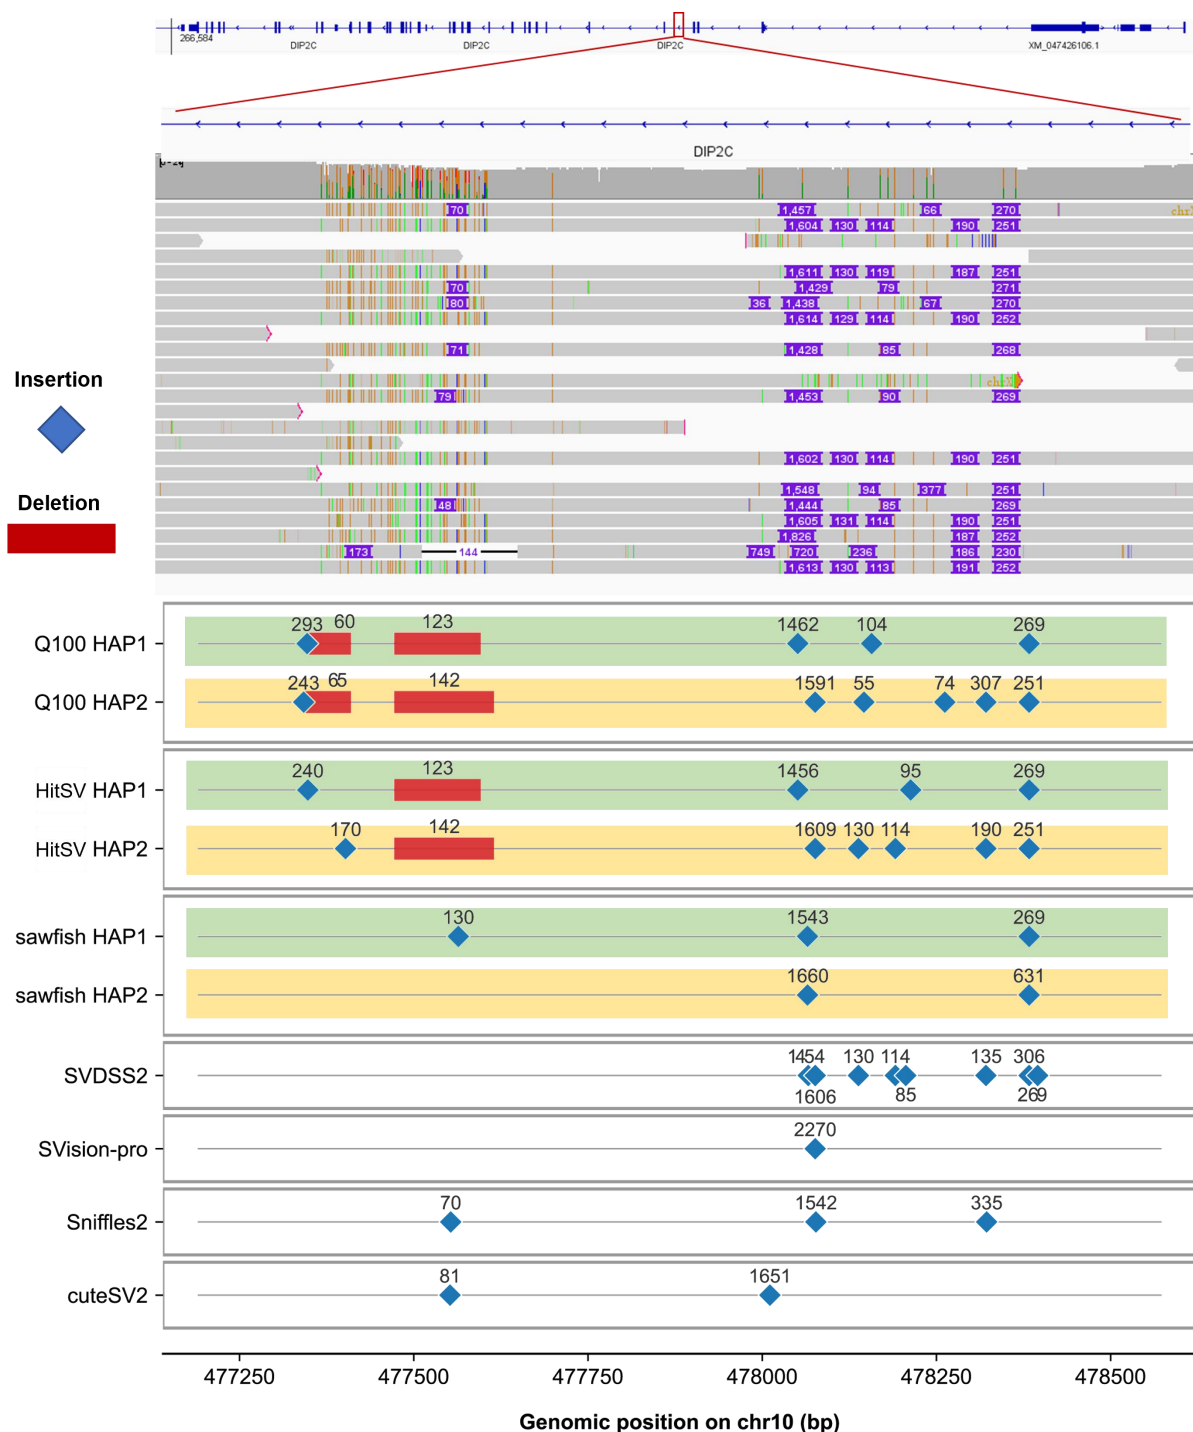 266,584
DIP2C DIP2C DIP2C XM_047426106.1
DIP2C
70 1,457 66 270 chr
1,604 130 114 190 251
1,611 130 119 187 251
70 1,429 79 271
80 36 1,438 67 270
1,614 129 114 190 252
71 1,428 85 268
Insertion
chrX
79 1,453 90 269
1,602 130 114 190 251
1,548 94 377 251
Deletion
48 1,444 85 269
1,605 131 114 190 251
1,826 187 252
173 144 749 720 236 186 230
1,613 130 113 191 251
293 60 123 1462 104 269
Q100 HAP1
243 65 142 1591 55 74 307 251
Q100 HAP2
240 123 1456 95 269
HitSV HAP1
170 142 1609 130 114 190 251
HitSV HAP2
130 1543 269
sawfish HAP1
1660 631
sawfish HAP2
1454 130 114 135 306
SVDSS2
1606 85 269
2270
SVision-pro
70 1542 335
Sniffles2
81 1651
cuteSV2
477250 477500 477750 478000 478250 478500
Genomic position on chr10 (bp)